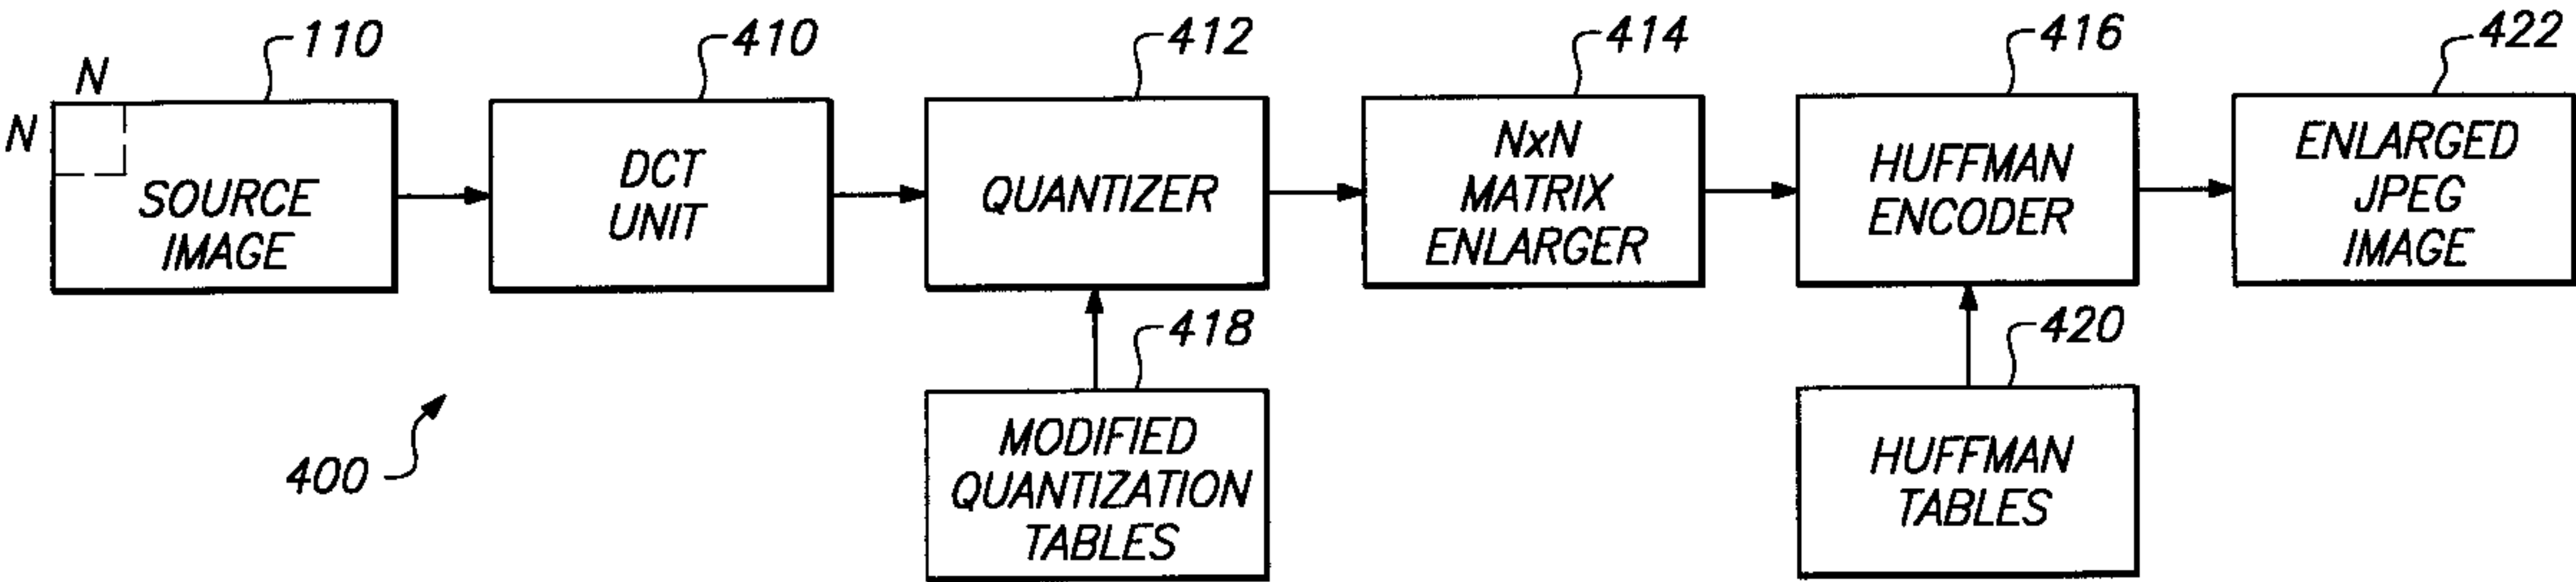 110
410
412
414
416
422
N
N
SOURCE
IMAGE
DCT
UNIT
QUANTIZER
NxN
MATRIX
ENLARGER
HUFFMAN
ENCODER
ENLARGED
JPEG
IMAGE
418
420
400
MODIFIED
QUANTIZATION
TABLES
HUFFMAN
TABLES